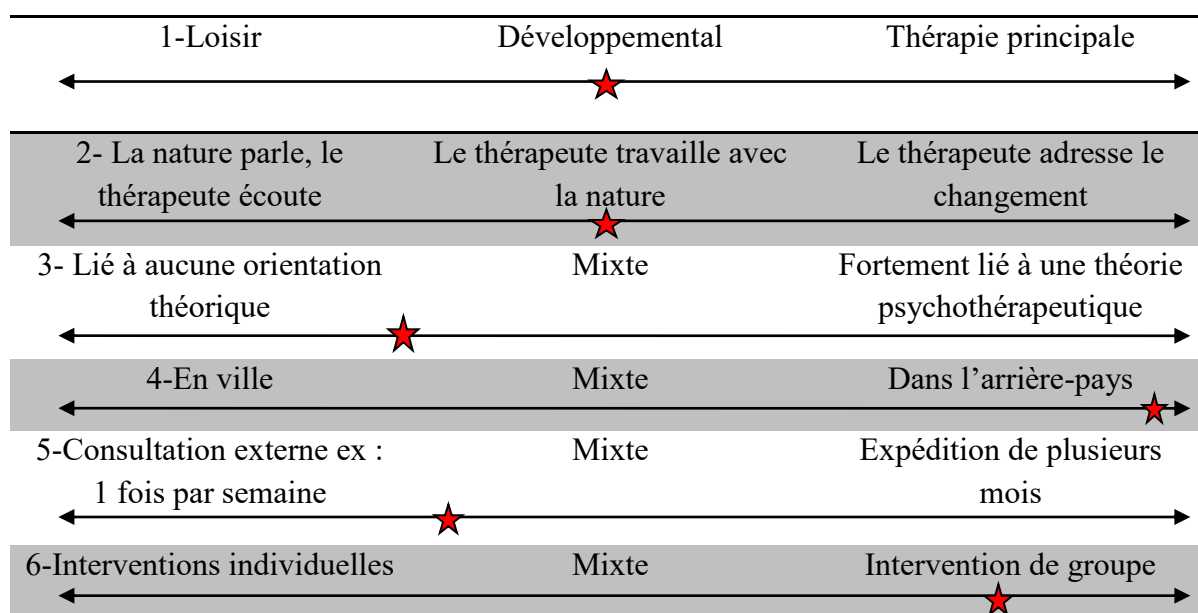 1-Loisir Développemental Thérapie principale
2- La nature parle, le Le thérapeute travaille avec Le thérapeute adresse le
thérapeute écoute la nature changement
3- Lié à aucune orientation Mixte Fortement lié à une théorie
théorique psychothérapeutique
4-En ville Mixte Dans l’arrière-pays
5-Consultation externe ex : Mixte Expédition de plusieurs
1 fois par semaine mois
6-Interventions individuelles Mixte Intervention de groupe